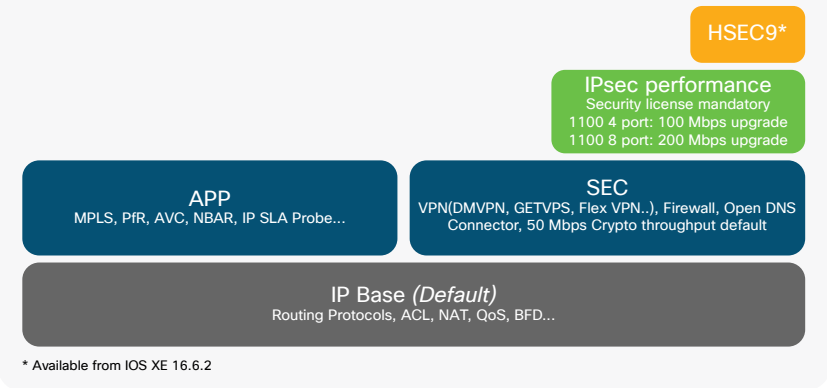 HSEC9*
IPsec performance
Security license mandatory
1100 4 port: 100 Mbps upgrade
1100 8 port: 200 Mbps upgrade
APP
MPLS, PfR, AVC, NBAR, IP SLA Probe...
SEC
VPN(DMVPN, GETVPS, Flex VPN..), Firewall, Open DNS
Connector, 50 Mbps Crypto throughput default
IP Base (Default)
Routing Protocols, ACL, NAT, QoS, BFD...
* Available from IOS XE 16.6.2